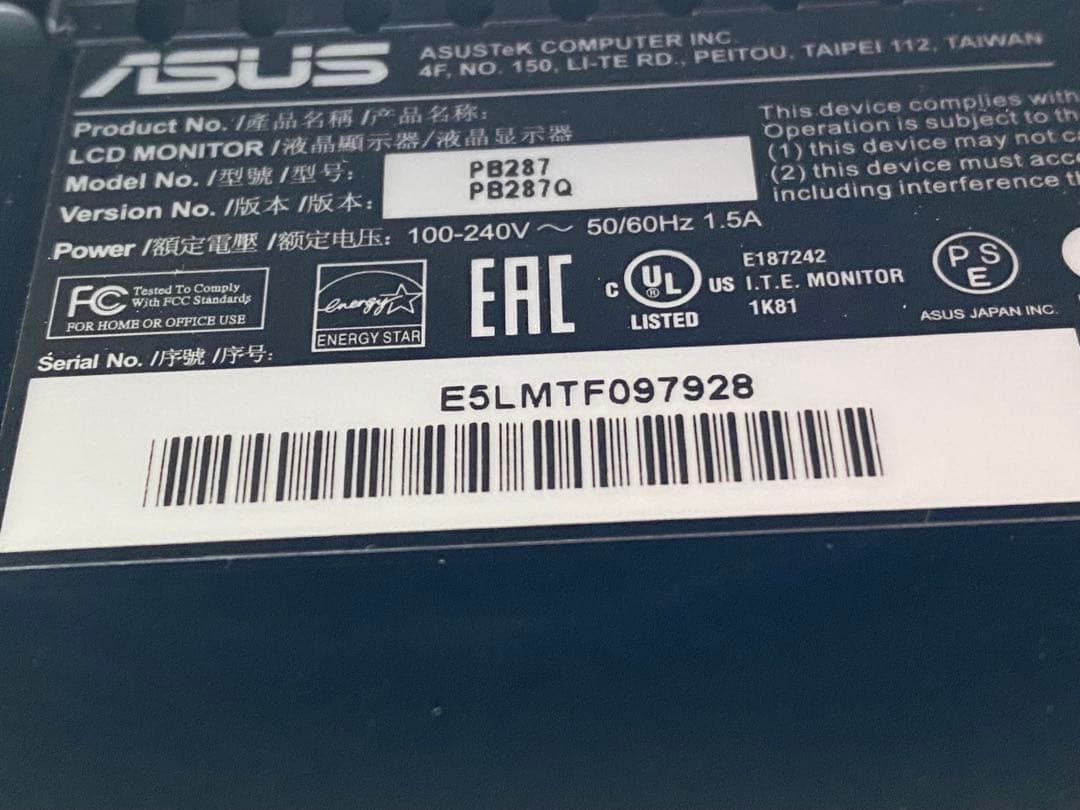 ASUS
ASUSTeK COMPUTER INC.
4F, NO. 150, LI-TE RD., PEITOU, TAIPEI 112, TAIWAN
Product No. /產品名稱 /产品名称:
LCD MONITOR /液晶顯示器/液晶显示器
Model No. /型號 /型号: PB287
Version No. /版本 /版本: PB287Q
Power /額定電壓 /额定电压: 100-240V ~ 50/60Hz 1.5A
This device complies with
Operation is subject to
(1) this device may not
(2) this device must
including interference
FC Tested To Comply
With FCC Standards
FOR HOME OR OFFICE USE
energy
ENERGY STAR
EAC
C UL ® US
LISTED
E187242
I.T.E. MONITOR
1K81
PSE
ASUS JAPAN INC.
Serial No. /序號 /序号:
E5LMTF097928